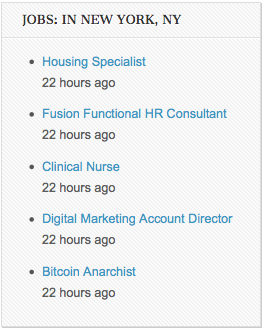 JOBS: IN NEW YORK, NY
Housing Specialist
22 hours ago
Fusion Functional HR Consultant
22 hours ago
Clinical Nurse
22 hours ago
Digital Marketing Account Director
22 hours ago
Bitcoin Anarchist
22 hours ago